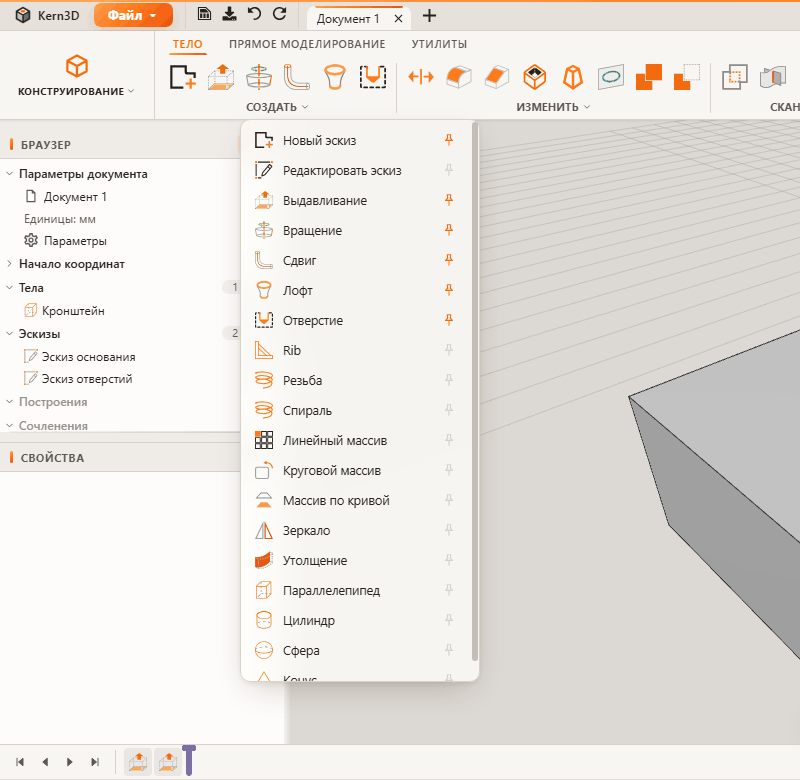 Kern3D
Файл
Документ 1
КОНСТРУИРОВАНИЕ
ТЕЛО
ПРЯМОЕ МОДЕЛИРОВАНИЕ
УТИЛИТЫ
СОЗДАТЬ
ИЗМЕНИТЬ
СКАН
БРАУЗЕР
Параметры документа
Документ 1
Единицы: мм
Параметры
Начало координат
Тела 1
Кронштейн
Эскизы 2
Эскиз основания
Эскиз отверстий
Построения
Сочленения
СВОЙСТВА
Новый эскиз
Редактировать эскиз
Выдавливание
Вращение
Сдвиг
Лофт
Отверстие
Rib
Резьба
Спираль
Линейный массив
Круговой массив
Массив по кривой
Зеркало
Утолщение
Параллелепипед
Цилиндр
Сфера
Конус